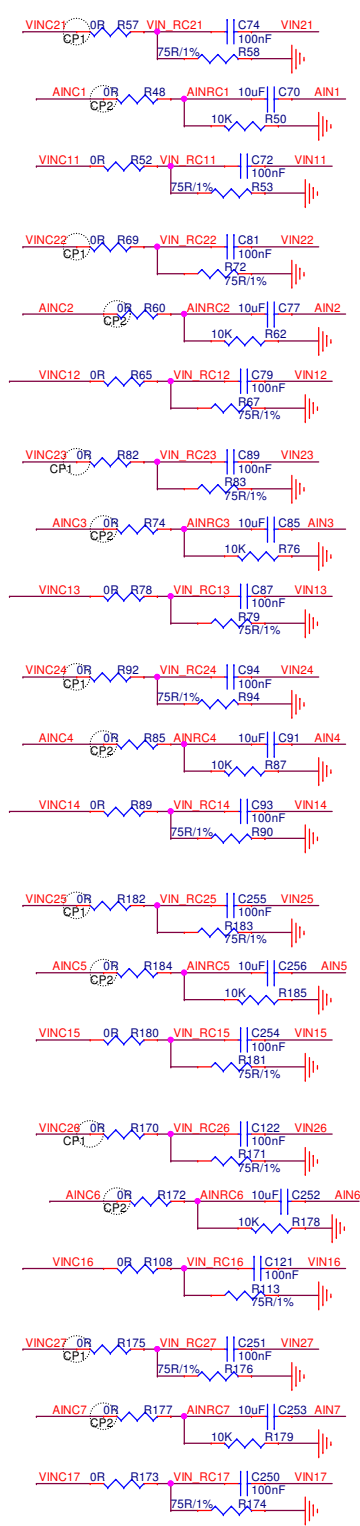 VINC21 0R R57 VIN_RC21 C74 VIN21
CP1 100nF
75R/1% R58
AINC1 0R R48 AINRC1 10uF C70 AIN1
CP2
10K R50
VINC11 0R R52 VIN_RC11 C72 VIN11
100nF
75R/1% R53
VINC22 0R R69 VIN_RC22 C81 VIN22
CP1 100nF
R72
75R/1%
AINC2 0R R60 AINRC2 10uF C77 AIN2
CP2
10K R62
VINC12 0R R65 VIN_RC12 C79 VIN12
100nF
R67
75R/1%
VINC23 0R R82 VIN_RC23 C89 VIN23
CP1 100nF
R83
75R/1%
AINC3 0R R74 AINRC3 10uF C85 AIN3
CP2
10K R76
VINC13 0R R78 VIN_RC13 C87 VIN13
100nF
R79
75R/1%
VINC24 0R R92 VIN_RC24 C94 VIN24
CP1 100nF
75R/1% R94
AINC4 0R R85 AINRC4 10uF C91 AIN4
CP2
10K R87
VINC14 0R R89 VIN_RC14 C93 VIN14
100nF
75R/1% R90
VINC25 0R R182 VIN_RC25 C255 VIN25
CP1 100nF
R183
75R/1%
AINC5 0R R184 AINRC5 10uF C256 AIN5
CP2
10K R185
VINC15 0R R180 VIN_RC15 C254 VIN15
100nF
R181
75R/1%
VINC26 0R R170 VIN_RC26 C122 VIN26
CP1 100nF
R171
75R/1%
AINC6 0R R172 AINRC6 10uF C252 AIN6
CP2
10K R178
VINC16 0R R108 VIN_RC16 C121 VIN16
100nF
R113
75R/1%
VINC27 0R R175 VIN_RC27 C251 VIN27
CP1 100nF
75R/1% R176
AINC7 0R R177 AINRC7 10uF C253 AIN7
CP2
10K R179
VINC17 0R R173 VIN_RC17 C250 VIN17
100nF
75R/1% R174